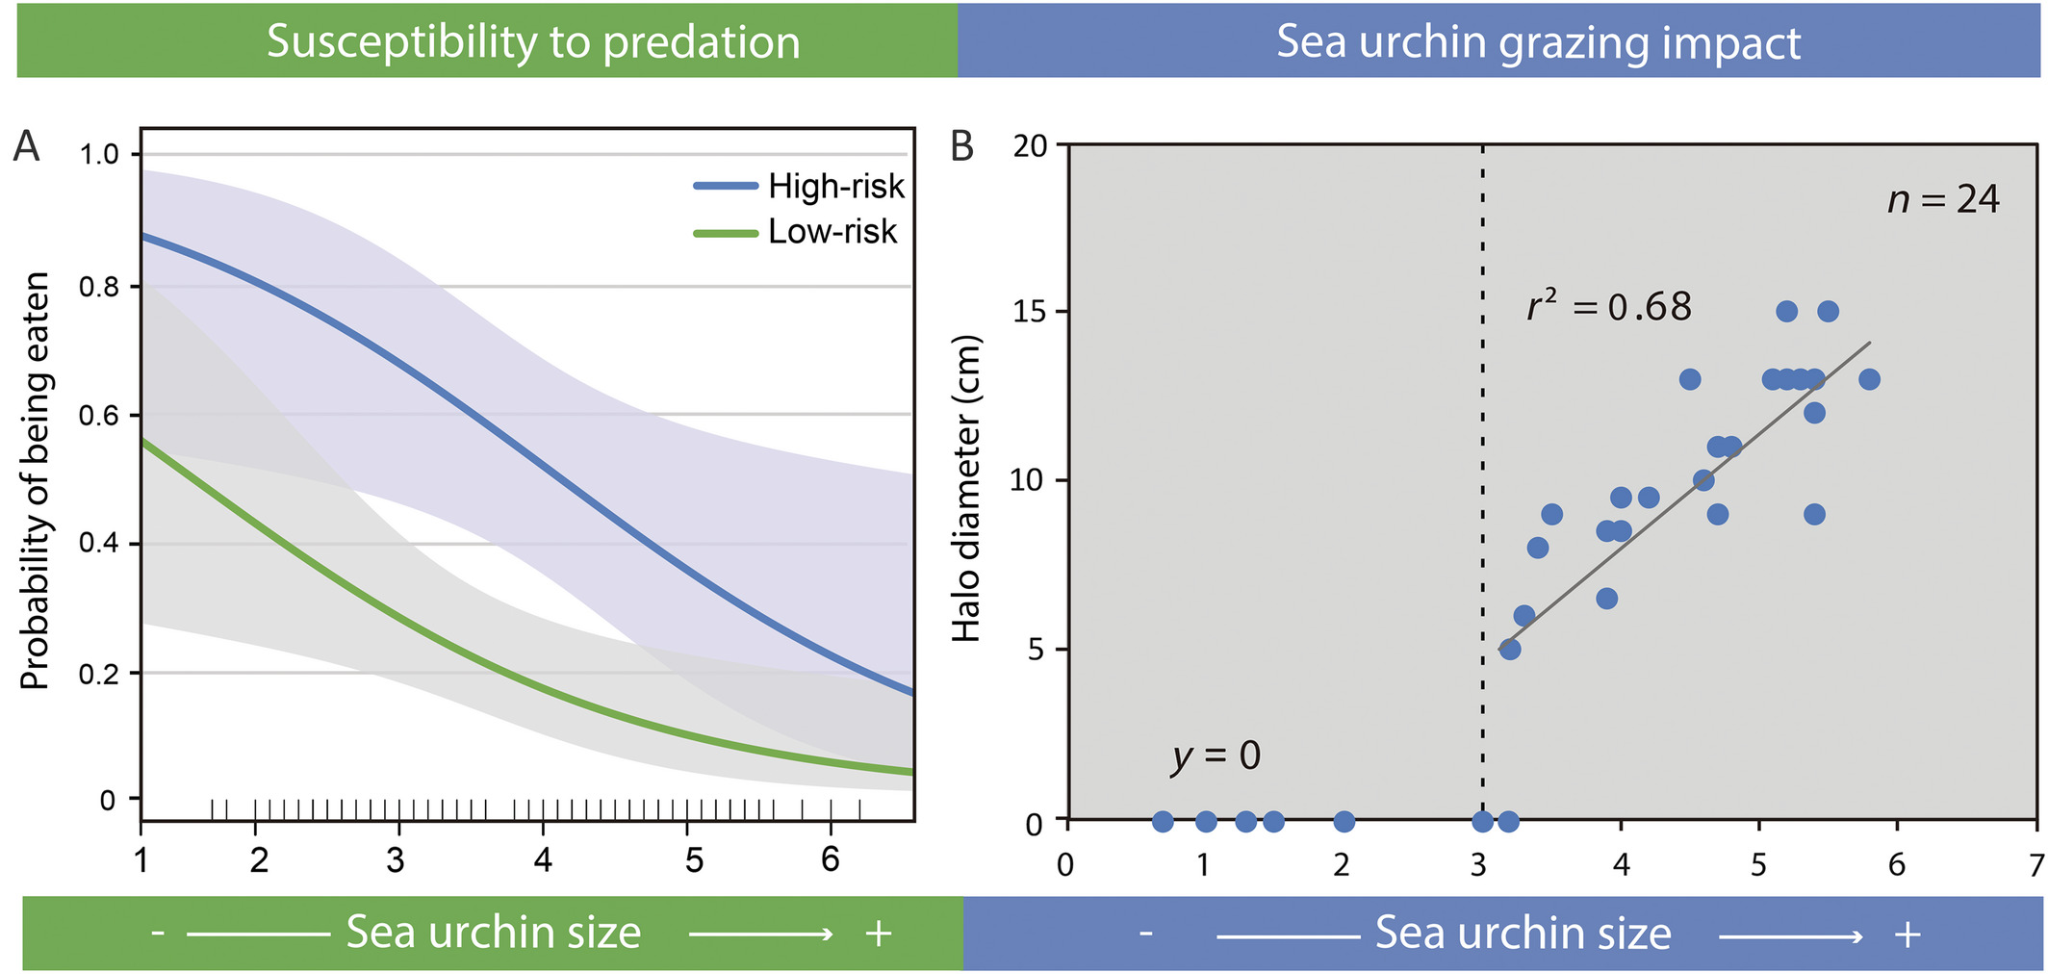 Susceptibility to predation
Sea urchin grazing impact
A
1.0
0.8
0.6
0.4
0.2
0
Probability of being eaten
High-risk
Low-risk
1 2 3 4 5 6
B
20
15
10
5
0
Halo diameter (cm)
n = 24
r² = 0.68
y = 0
0 1 2 3 4 5 6 7
- Sea urchin size +
- Sea urchin size +